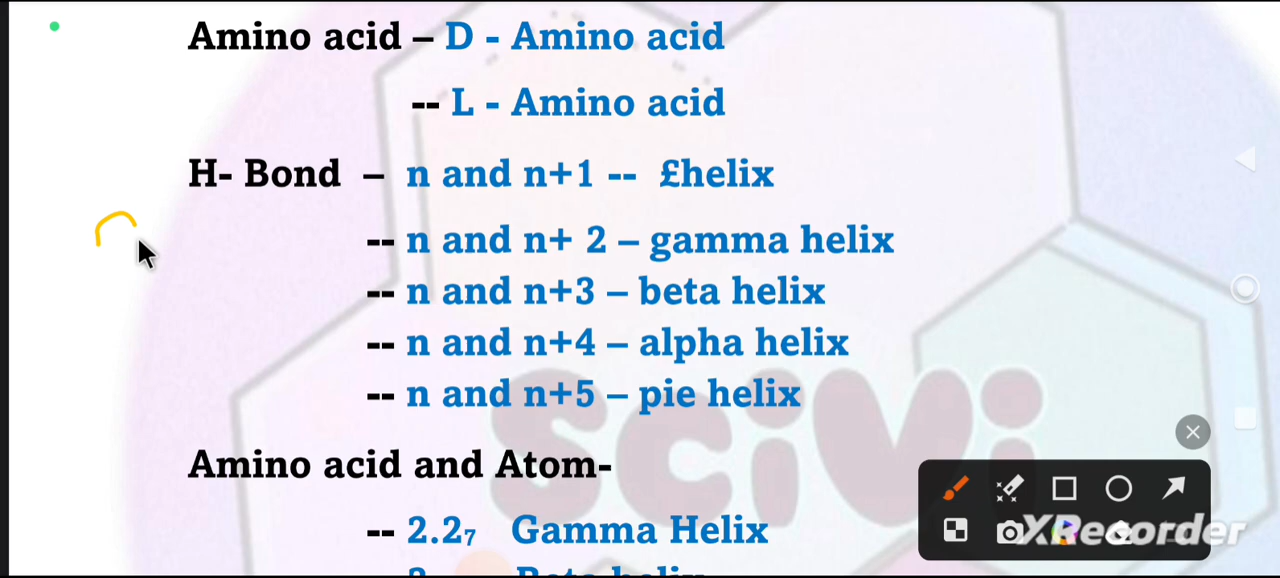 Amino acid – D - Amino acid
-- L - Amino acid
H- Bond – n and n+1 -- £helix
-- n and n+ 2 – gamma helix
-- n and n+3 – beta helix
-- n and n+4 – alpha helix
-- n and n+5 – pie helix
SciVi
Amino acid and Atom-
-- 2.2₇ Gamma Helix
XRecorder